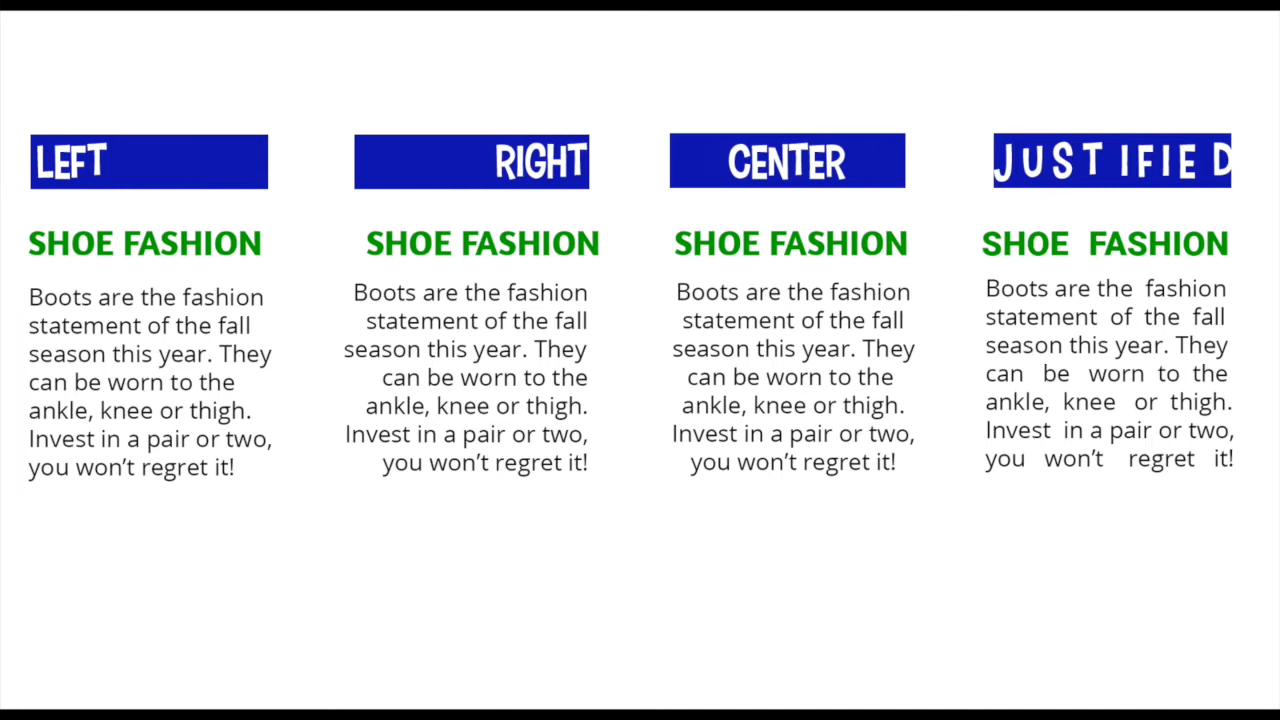 LEFT
SHOE FASHION
Boots are the fashion
statement of the fall
season this year. They
can be worn to the
ankle, knee or thigh.
Invest in a pair or two,
you won’t regret it!
RIGHT
SHOE FASHION
Boots are the fashion
statement of the fall
season this year. They
can be worn to the
ankle, knee or thigh.
Invest in a pair or two,
you won’t regret it!
CENTER
SHOE FASHION
Boots are the fashion
statement of the fall
season this year. They
can be worn to the
ankle, knee or thigh.
Invest in a pair or two,
you won’t regret it!
JUSTIFIED
SHOE FASHION
Boots are the fashion
statement of the fall
season this year. They
can be worn to the
ankle, knee or thigh.
Invest in a pair or two,
you won’t regret it!